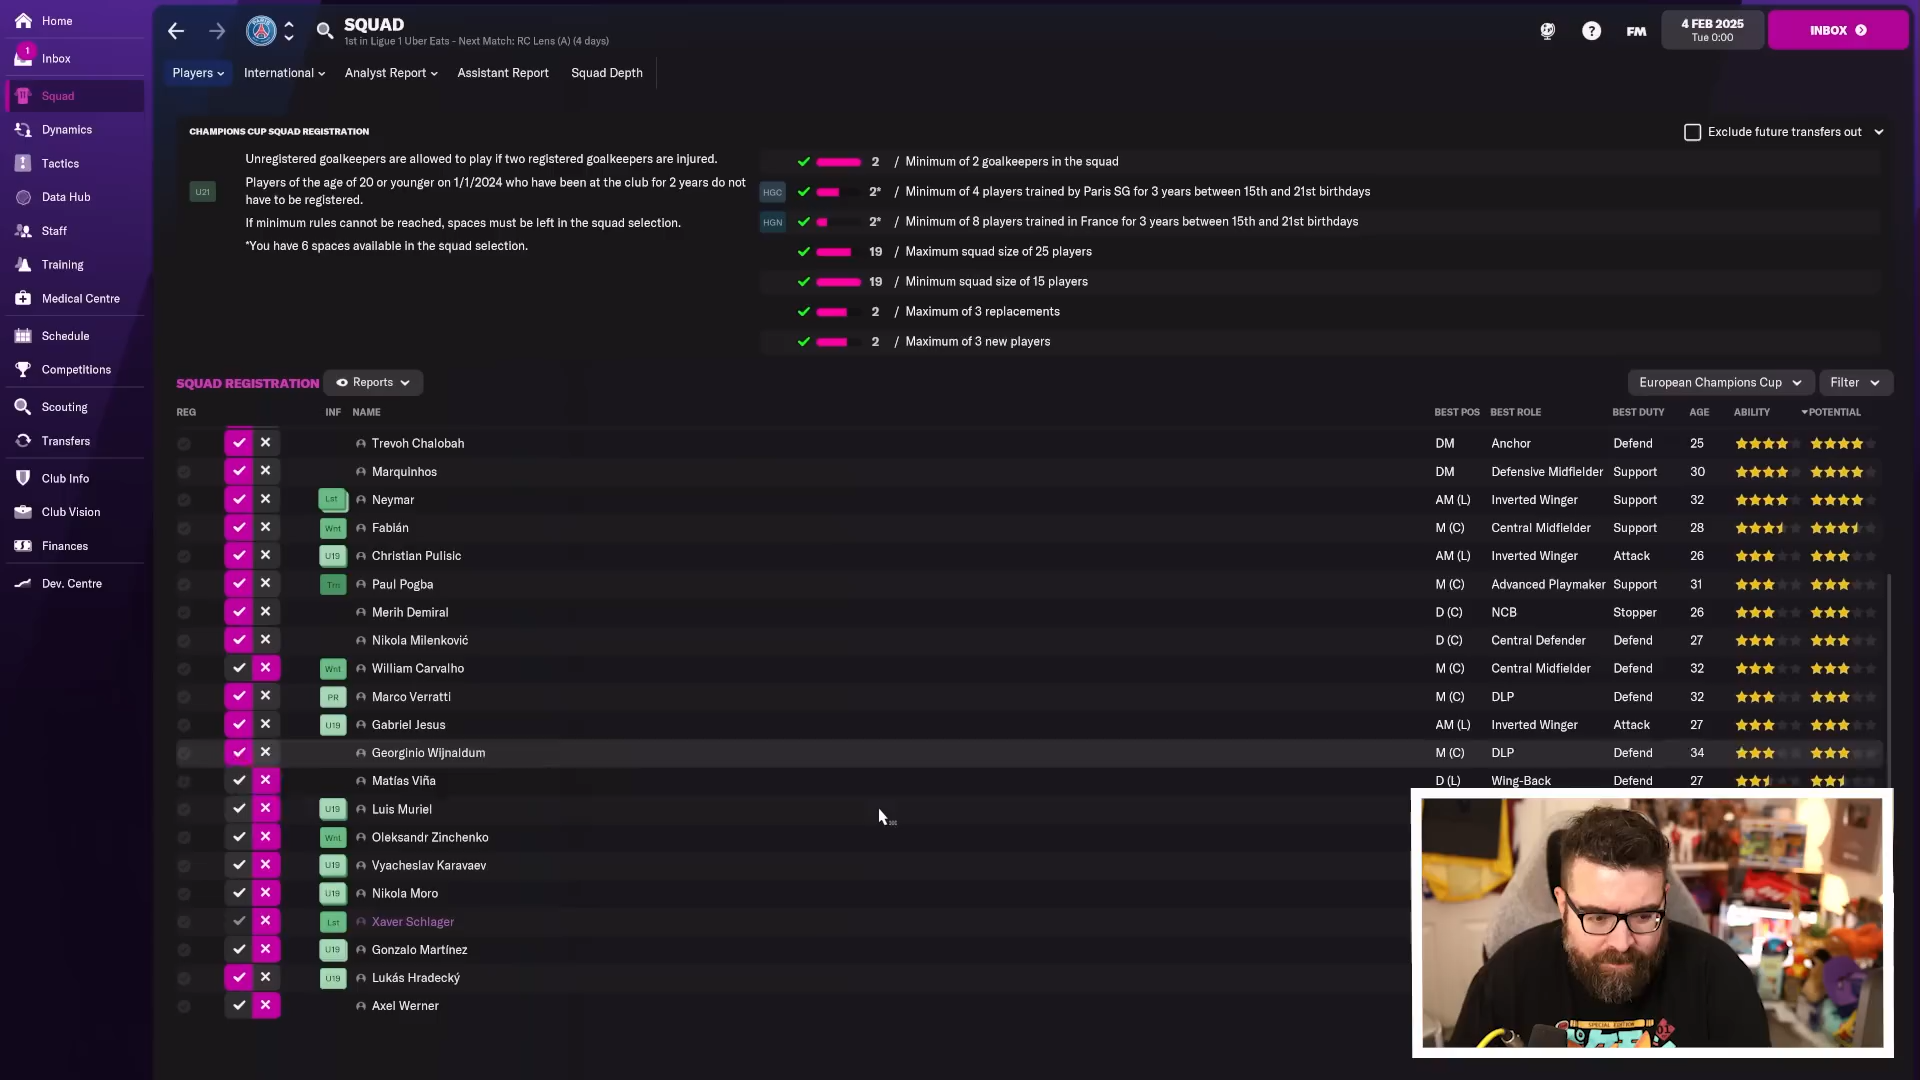 Home
1
Inbox
Squad
Dynamics
Tactics
Data Hub
Staff
Training
Medical Centre
Schedule
Competitions
Scouting
Transfers
Club Info
Club Vision
Finances
Dev. Centre
SQUAD
1st in Ligue 1 Uber Eats - Next Match: RC Lens (A) (4 days)
?
FM
4 FEB 2025
Tue 0:00
INBOX
Players
International
Analyst Report
Assistant Report
Squad Depth
CHAMPIONS CUP SQUAD REGISTRATION
Exclude future transfers out
Unregistered goalkeepers are allowed to play if two registered goalkeepers are injured.
U21
Players of the age of 20 or younger on 1/1/2024 who have been at the club for 2 years do not
have to be registered.
If minimum rules cannot be reached, spaces must be left in the squad selection.
*You have 6 spaces available in the squad selection.
2 / Minimum of 2 goalkeepers in the squad
HGC 2* / Minimum of 4 players trained by Paris SG for 3 years between 15th and 21st birthdays
HGN 2* / Minimum of 8 players trained in France for 3 years between 15th and 21st birthdays
19 / Maximum squad size of 25 players
19 / Minimum squad size of 15 players
2 / Maximum of 3 replacements
2 / Maximum of 3 new players
SQUAD REGISTRATION
Reports
European Champions Cup
Filter
REG INF NAME BEST POS BEST ROLE BEST DUTY AGE ABILITY POTENTIAL
Trevoh Chalobah DM Anchor Defend 25
Marquinhos DM Defensive Midfielder Support 30
Lst Neymar AM (L) Inverted Winger Support 32
Wnt Fabián M (C) Central Midfielder Support 28
U19 Christian Pulisic AM (L) Inverted Winger Attack 26
Trn Paul Pogba M (C) Advanced Playmaker Support 31
Merih Demiral D (C) NCB Stopper 26
Nikola Milenković D (C) Central Defender Defend 27
Wnt William Carvalho M (C) Central Midfielder Defend 32
PR Marco Verratti M (C) DLP Defend 32
U19 Gabriel Jesus AM (L) Inverted Winger Attack 27
Georginio Wijnaldum M (C) DLP Defend 34
Matías Viña D (L) Wing-Back Defend 27
U19 Luis Muriel
Wnt Oleksandr Zinchenko
U19 Vyacheslav Karavaev
U19 Nikola Moro
Lst Xaver Schlager
U19 Gonzalo Martínez
U19 Lukás Hradecký
Axel Werner
SPECIAL EDITION